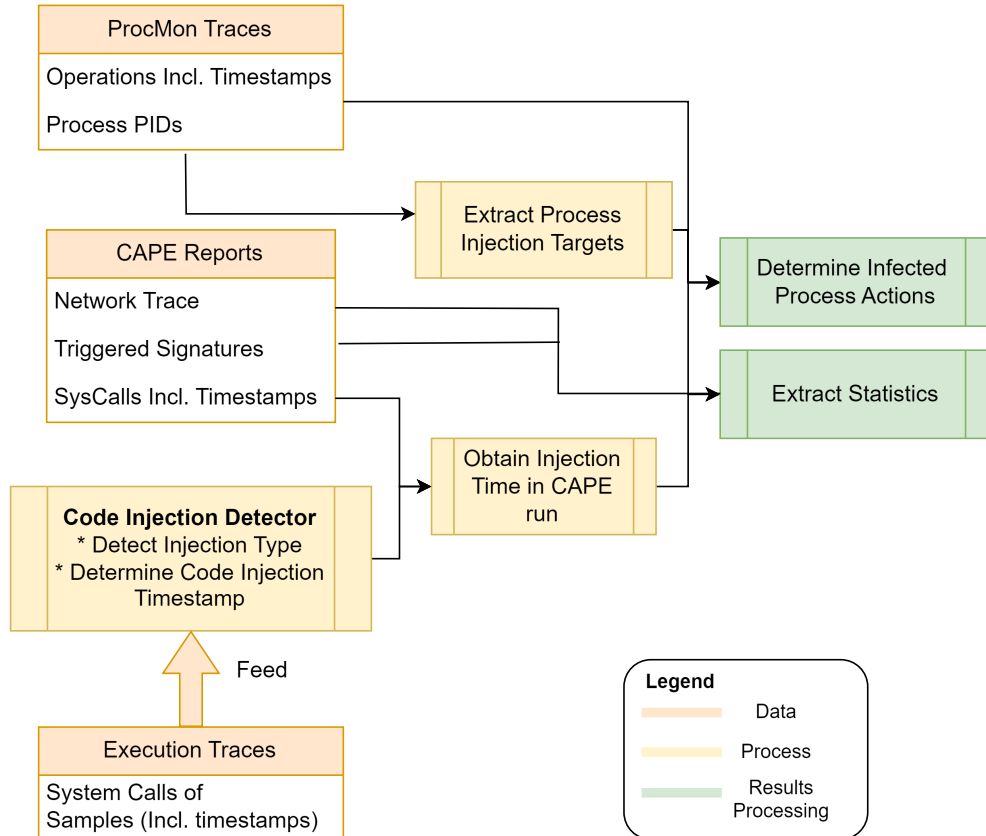 ProcMon Traces
Operations Incl. Timestamps
Process PIDs
Extract Process
Injection Targets
CAPE Reports
Network Trace
Triggered Signatures
SysCalls Incl. Timestamps
Determine Infected
Process Actions
Extract Statistics
Obtain Injection
Time in CAPE
run
Code Injection Detector
* Detect Injection Type
* Determine Code Injection
Timestamp
Feed
Execution Traces
System Calls of
Samples (Incl. timestamps)
Legend
Data
Process
Results
Processing